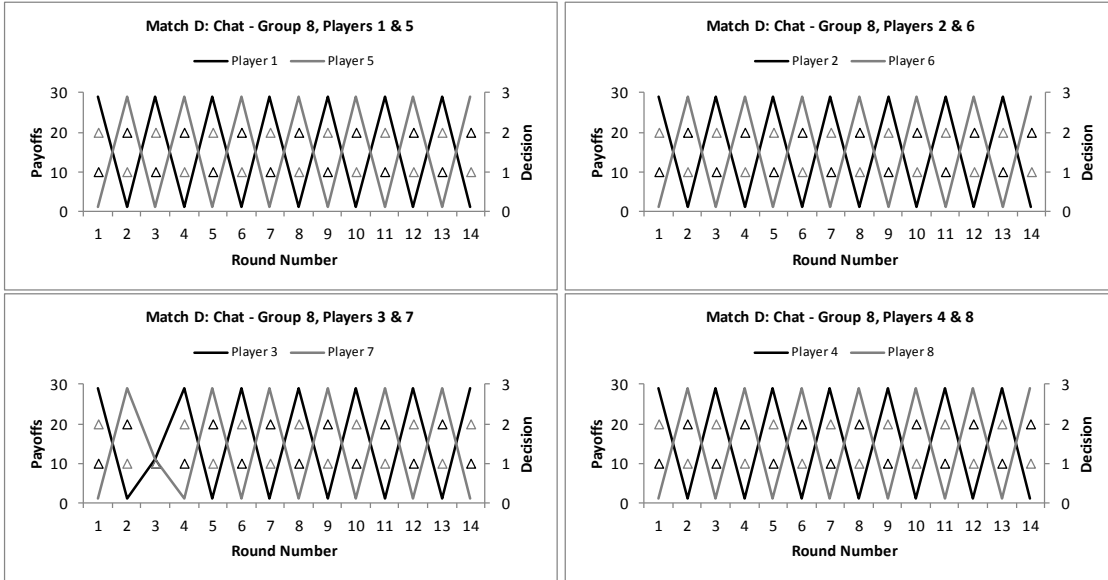 Match D: Chat - Group 8, Players 1 & 5
Player 1 Player 5
30
20
10
0
3
2
1
0
Payoffs
Decision
1 2 3 4 5 6 7 8 9 10 11 12 13 14
Round Number
Match D: Chat - Group 8, Players 2 & 6
Player 2 Player 6
30
20
10
0
3
2
1
0
Payoffs
Decision
1 2 3 4 5 6 7 8 9 10 11 12 13 14
Round Number
Match D: Chat - Group 8, Players 3 & 7
Player 3 Player 7
30
20
10
0
3
2
1
0
Payoffs
Decision
1 2 3 4 5 6 7 8 9 10 11 12 13 14
Round Number
Match D: Chat - Group 8, Players 4 & 8
Player 4 Player 8
30
20
10
0
3
2
1
0
Payoffs
Decision
1 2 3 4 5 6 7 8 9 10 11 12 13 14
Round Number